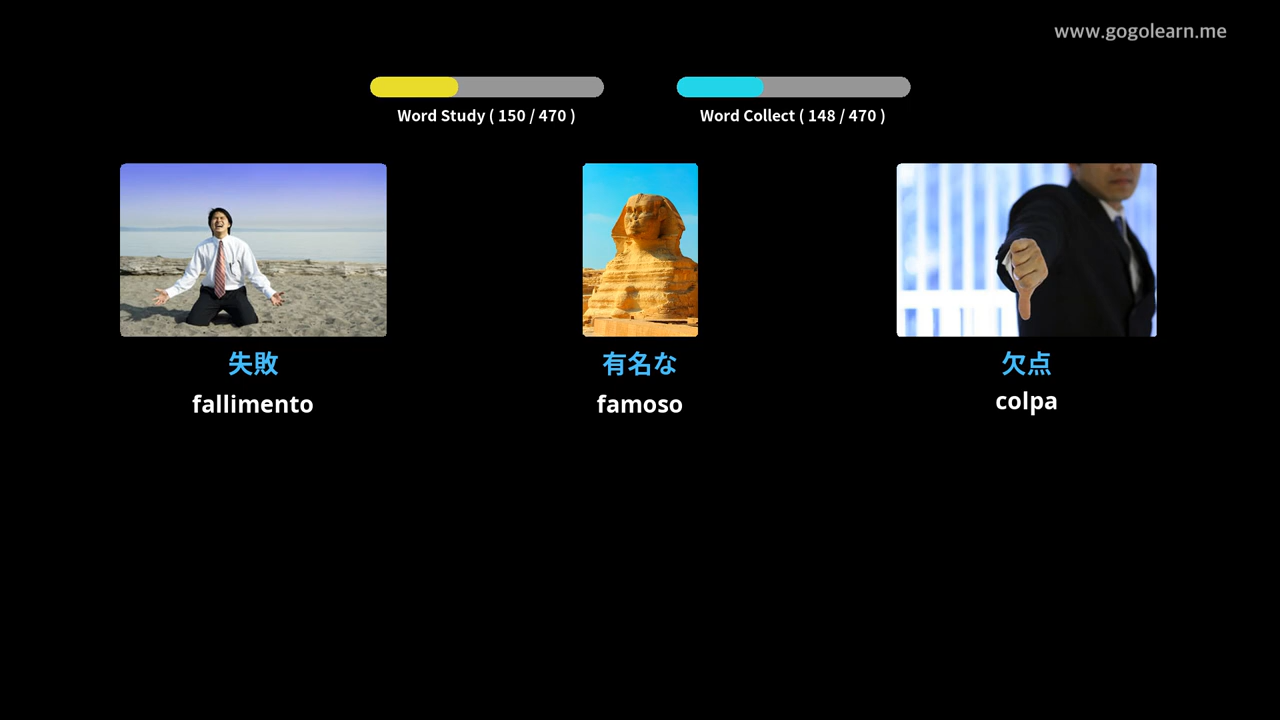 www.gogolearn.me
Word Study ( 150 / 470 )
Word Collect ( 148 / 470 )
失敗
fallimento
有名な
famoso
欠点
colpa